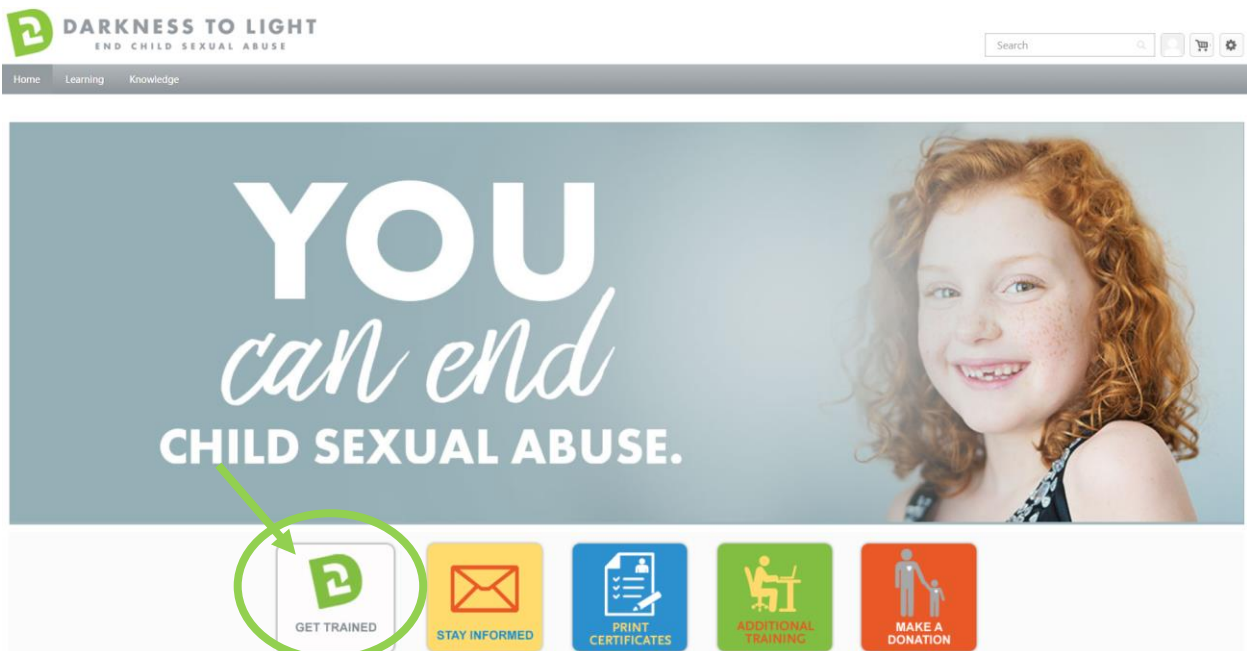 DARKNESS TO LIGHT
END CHILD SEXUAL ABUSE
Search
Home Learning Knowledge
YOU
can end
CHILD SEXUAL ABUSE.
GET TRAINED
STAY INFORMED
PRINT
CERTIFICATES
ADDITIONAL
TRAINING
MAKE A
DONATION